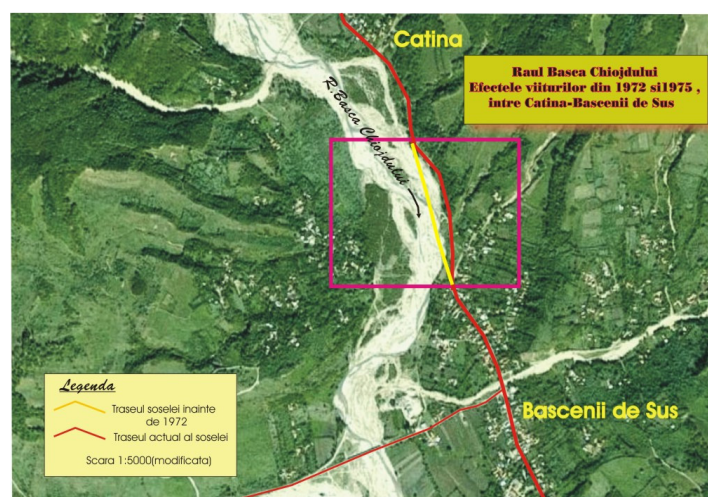 Catina
Raul Basca Chiojdului
Efectele viiturilor din 1972 si1975 ,
intre Catina-Bascenii de Sus
R.Basca Chiojdului
Bascenii de Sus
Legenda
Traseul soselei inainte
de 1972
Traseul actual al soselei
Scara 1:5000(modificata)